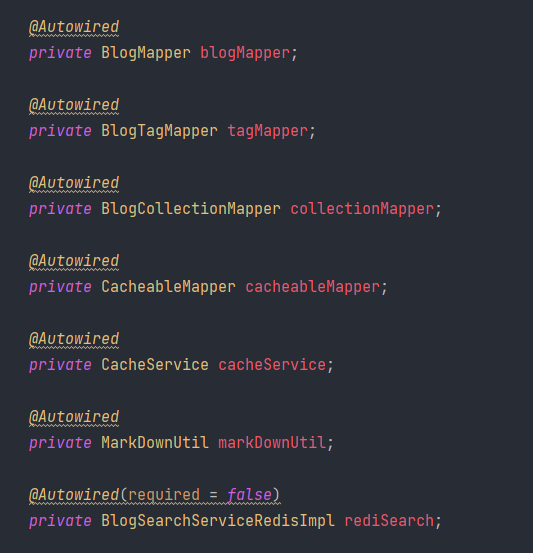 @Autowired
private BlogMapper blogMapper;
@Autowired
private BlogTagMapper tagMapper;
@Autowired
private BlogCollectionMapper collectionMapper;
@Autowired
private CacheableMapper cacheableMapper;
@Autowired
private CacheService cacheService;
@Autowired
private MarkDownUtil markDownUtil;
@Autowired(required = false)
private BlogSearchServiceRedisImpl rediSearch;